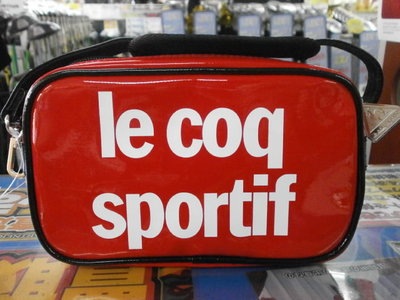 le coq
sportif